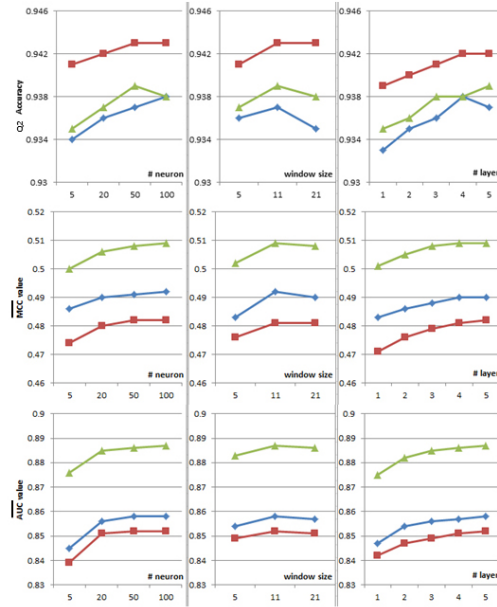 0.946
0.942
0.938
0.934
0.93
Q2 Accuracy
5 20 50 100
# neuron
0.946
0.942
0.938
0.934
0.93
5 11 21
window size
0.946
0.942
0.938
0.934
0.93
1 2 3 4 5
# layer
0.52
0.51
0.5
0.49
0.48
0.47
0.46
MCC value
5 20 50 100
# neuron
0.52
0.51
0.5
0.49
0.48
0.47
0.46
5 11 21
window size
0.52
0.51
0.5
0.49
0.48
0.47
0.46
1 2 3 4 5
# layer
0.9
0.89
0.88
0.87
0.86
0.85
0.84
0.83
AUC value
5 20 50 100
# neuron
0.9
0.89
0.88
0.87
0.86
0.85
0.84
0.83
5 11 21
window size
0.9
0.89
0.88
0.87
0.86
0.85
0.84
0.83
1 2 3 4 5
# layer